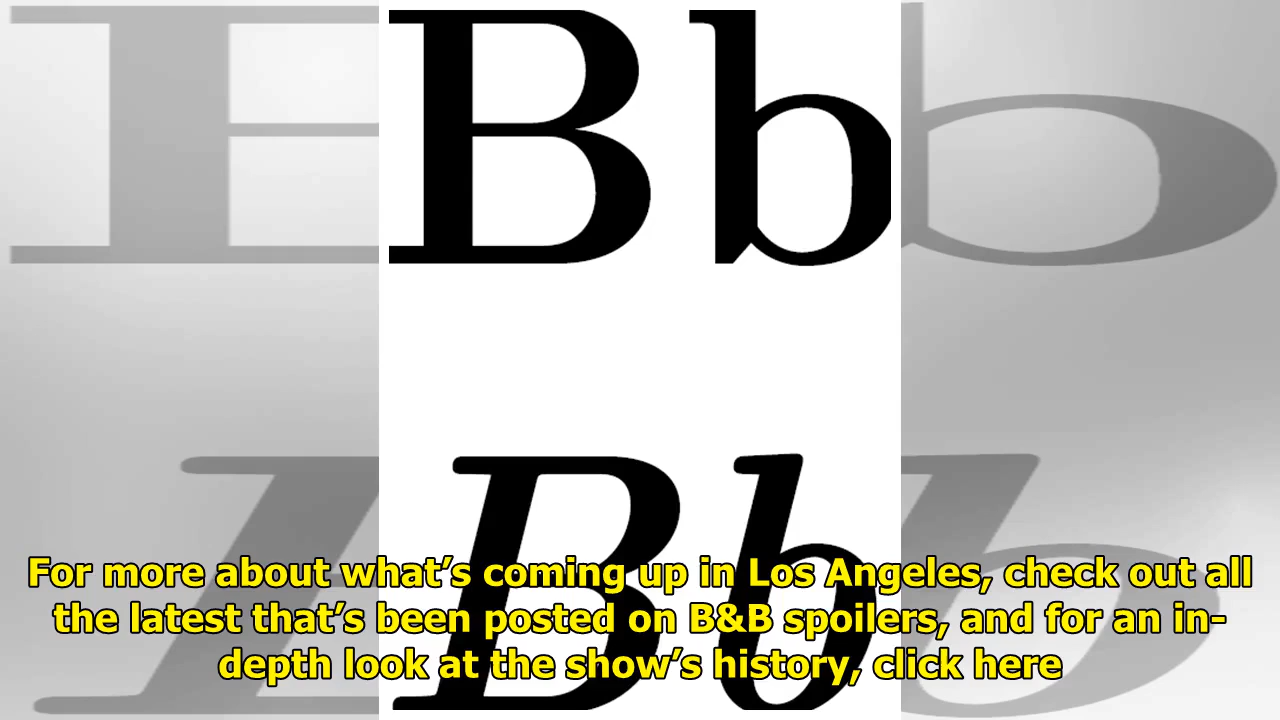 Bb
Bb
For more about what’s coming up in Los Angeles, check out all
the latest that’s been posted on B&B spoilers, and for an in-
depth look at the show’s history, click here